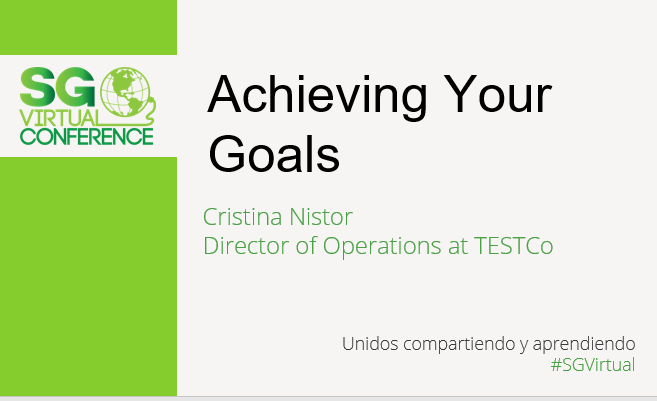 SG
VIRTUAL
CONFERENCE
Achieving Your
Goals
Cristina Nistor
Director of Operations at TESTCo
Unidos compartiendo y aprendiendo
#SGVirtual